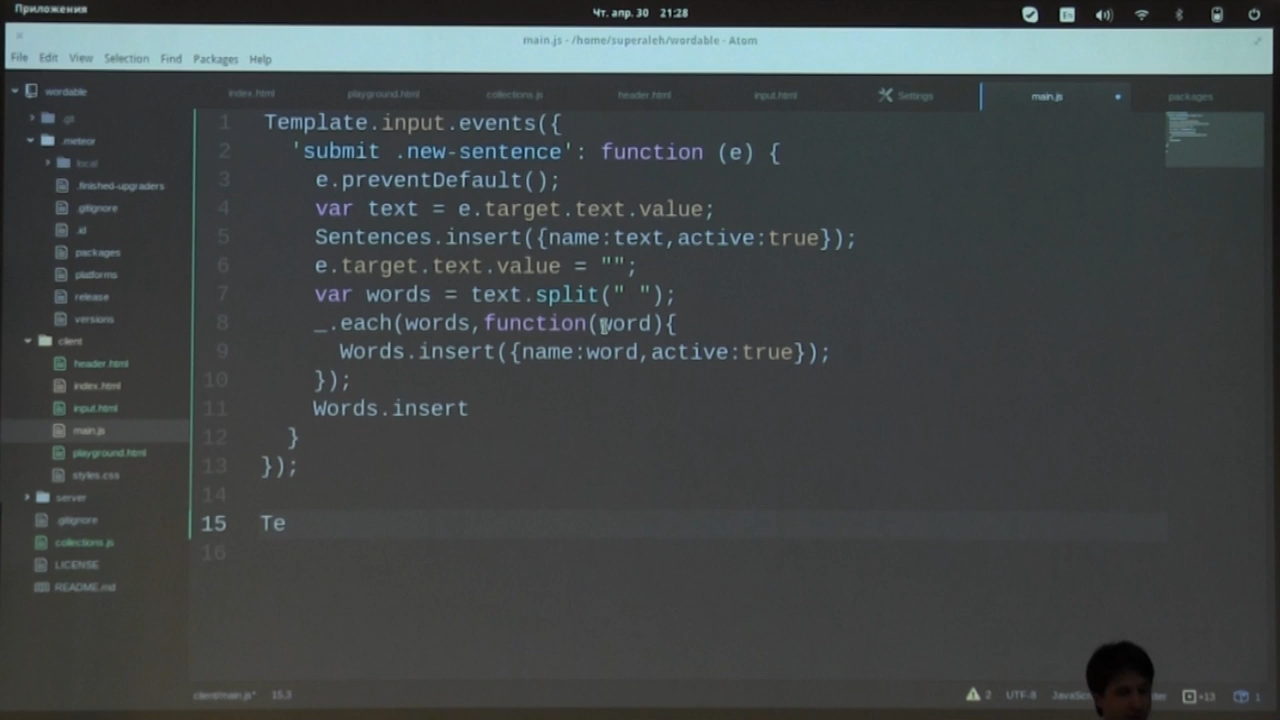 Приложения
Чт. апр. 30 21:28
En
main.js - /home/superaleh/wordable - Atom
File Edit View Selection Find Packages Help
wordable
.git
.meteor
local
.finished-upgraders
.gitignore
.id
packages
platforms
release
versions
client
header.html
index.html
input.html
main.js
playground.html
styles.css
server
.gitignore
collections.js
LICENSE
README.md
index.html playground.html collections.js header.html input.html Settings main.js packages
1 Template.input.events({
2 'submit .new-sentence': function (e) {
3 e.preventDefault();
4 var text = e.target.text.value;
5 Sentences.insert({name:text,active:true});
6 e.target.text.value = "";
7 var words = text.split(" ");
8 _.each(words,function(word){
9 Words.insert({name:word,active:true});
10 });
11 Words.insert
12 }
13 });
14
15 Te
16
client/main.js* 15,3
2 UTF-8 +13 1